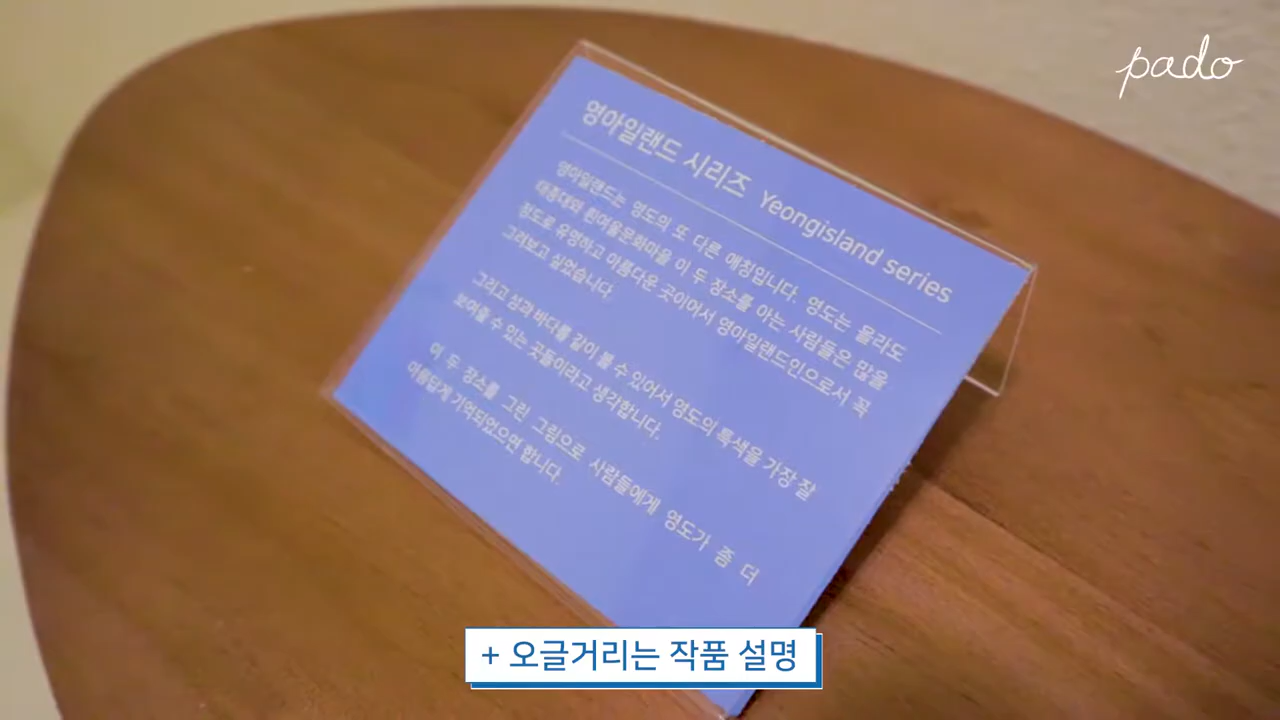 pado
영아일랜드 시리즈 Yeongisland series
영아일랜드는 영도의 또 다른 애칭입니다. 영도는 몰라도
태종대와 흰여울문화마을 이 두 장소를 아는 사람들은 많을
정도로 유명하고 아름다운 곳이어서 영아일랜드인으로서 꼭
그려보고 싶었습니다.
그리고 섬과 바다를 같이 볼 수 있어서 영도의 특색을 가장 잘
보여줄 수 있는 곳들이라고 생각합니다.
이 두 장소를 그린 그림으로 사람들에게 영도가 좀 더
아름답게 기억되었으면 합니다.
+ 오글거리는 작품 설명